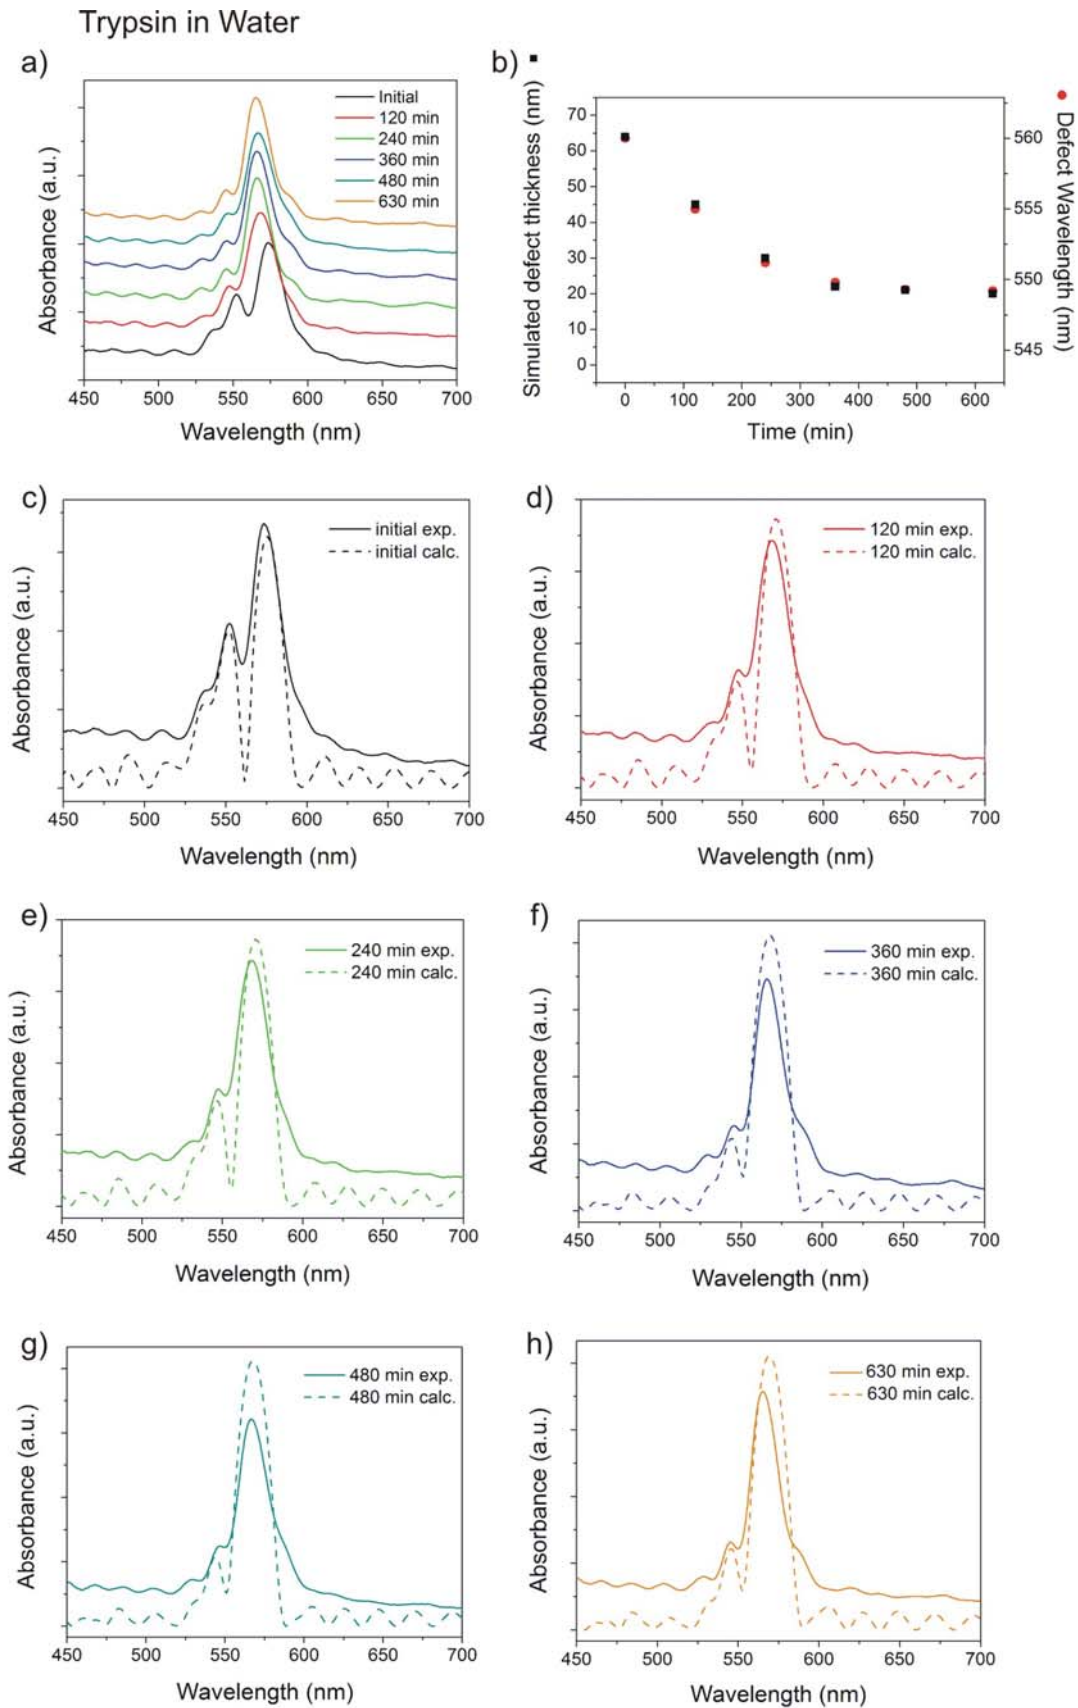 Trypsin in Water
a)
Absorbance (a.u.)
Initial
120 min
240 min
360 min
480 min
630 min
450 500 550 600 650 700
Wavelength (nm)
b)
Simulated defect thickness (nm)
70
60
50
40
30
20
10
0
560
555
550
545
Defect Wavelength (nm)
0 100 200 300 400 500 600
Time (min)
c)
Absorbance (a.u.)
initial exp.
initial calc.
450 500 550 600 650 700
Wavelength (nm)
d)
Absorbance (a.u.)
120 min exp.
120 min calc.
450 500 550 600 650 700
Wavelength (nm)
e)
Absorbance (a.u.)
240 min exp.
240 min calc.
450 500 550 600 650 700
Wavelength (nm)
f)
Absorbance (a.u.)
360 min exp.
360 min calc.
450 500 550 600 650 700
Wavelength (nm)
g)
Absorbance (a.u.)
480 min exp.
480 min calc.
450 500 550 600 650 700
Wavelength (nm)
h)
Absorbance (a.u.)
630 min exp.
630 min calc.
450 500 550 600 650 700
Wavelength (nm)